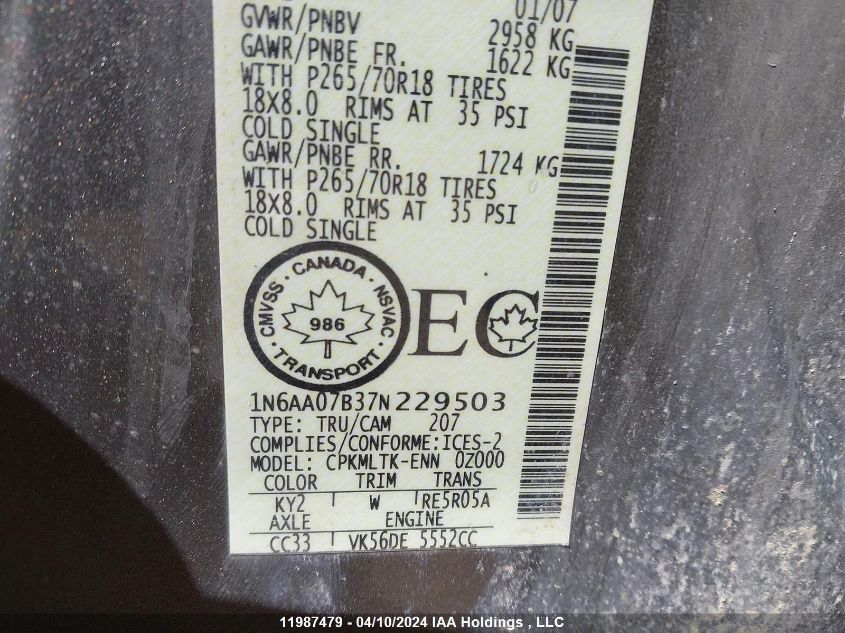 01/07
GVWR/PNBV 2958 KG
GAWR/PNBE FR. 1622 KG
WITH P265/70R18 TIRES
18X8.0 RIMS AT 35 PSI
COLD SINGLE
GAWR/PNBE RR. 1724 KG
WITH P265/70R18 TIRES
18X8.0 RIMS AT 35 PSI
COLD SINGLE
CMVSS · CANADA · NSVAC · TRANSPORT ·
986
EC
1N6AA07B37N229503
TYPE: TRU/CAM 207
COMPLIES/CONFORME:ICES-2
MODEL: CPKMLTK-ENN 0Z000
COLOR TRIM TRANS
KY2 W RE5R05A
AXLE ENGINE
CC33 VK56DE 5552CC
11987479 - 04/10/2024 IAA Holdings , LLC